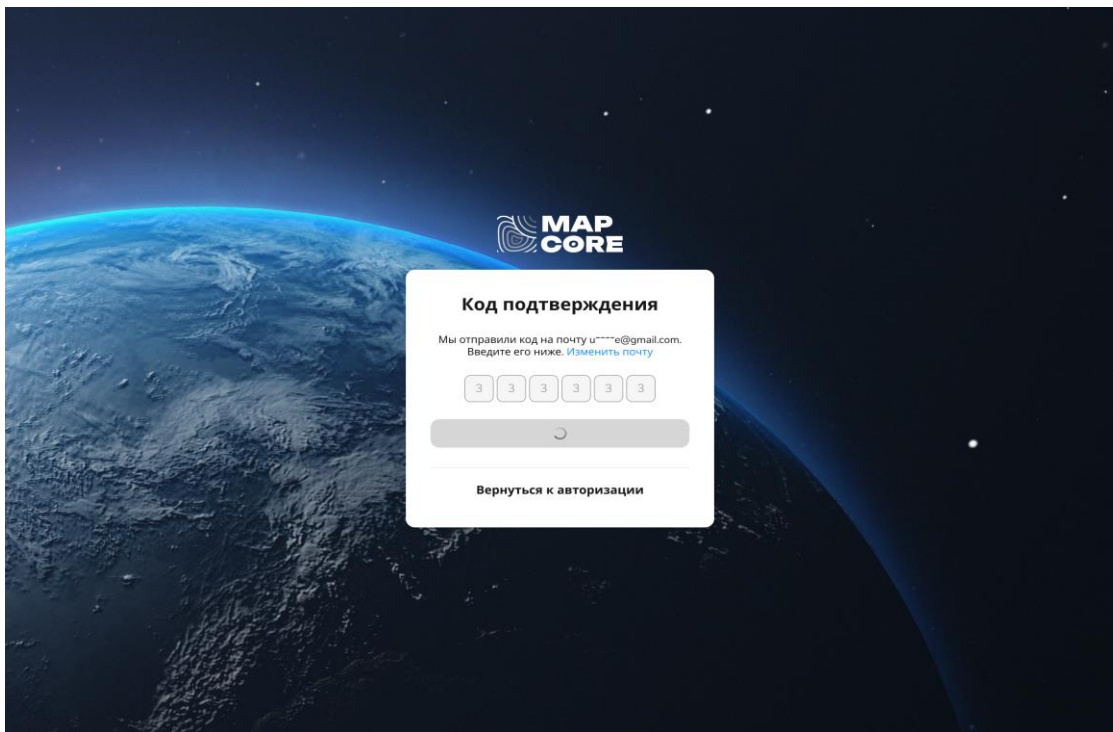 MAP
CORE
Код подтверждения
Мы отправили код на почту u****e@gmail.com.
Введите его ниже. Изменить почту
3 3 3 3 3 3
Вернуться к авторизации